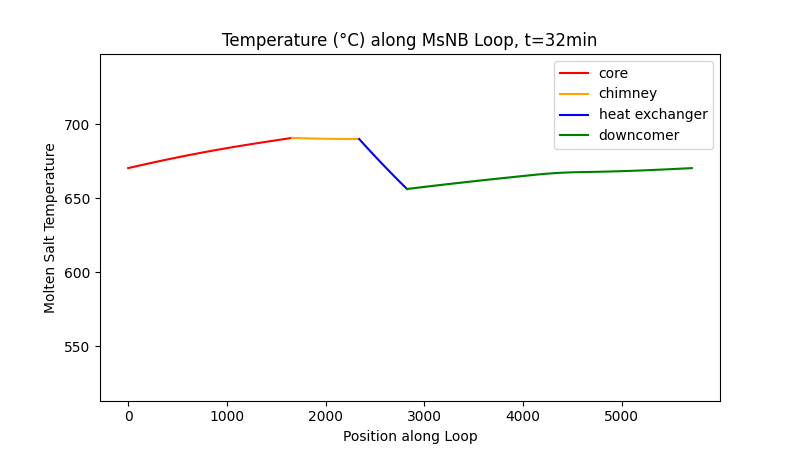 Temperature (°C) along MsNB Loop, t=32min
core
chimney
heat exchanger
downcomer
Molten Salt Temperature
700
650
600
550
0 1000 2000 3000 4000 5000
Position along Loop